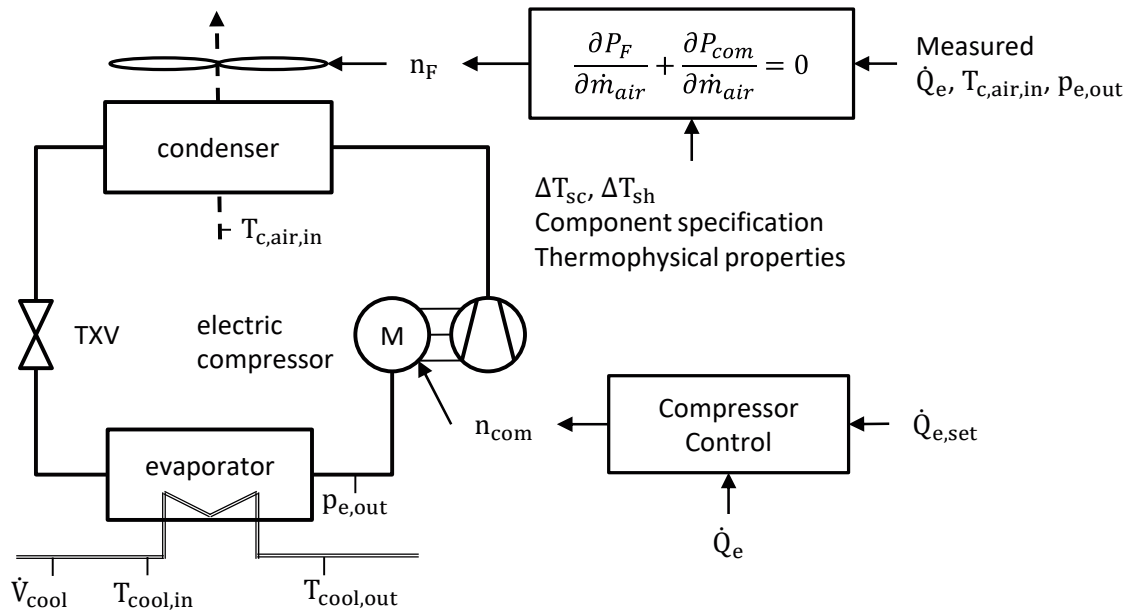 n_F
∂P_F/∂ṁ_air + ∂P_com/∂ṁ_air = 0
Measured
Q̇_e, T_c,air,in, p_e,out
condenser
T_c,air,in
ΔT_sc, ΔT_sh
Component specification
Thermophysical properties
TXV
electric
compressor
M
n_com
Compressor
Control
Q̇_e,set
evaporator
p_e,out
Q̇_e
V̇_cool
T_cool,in
T_cool,out